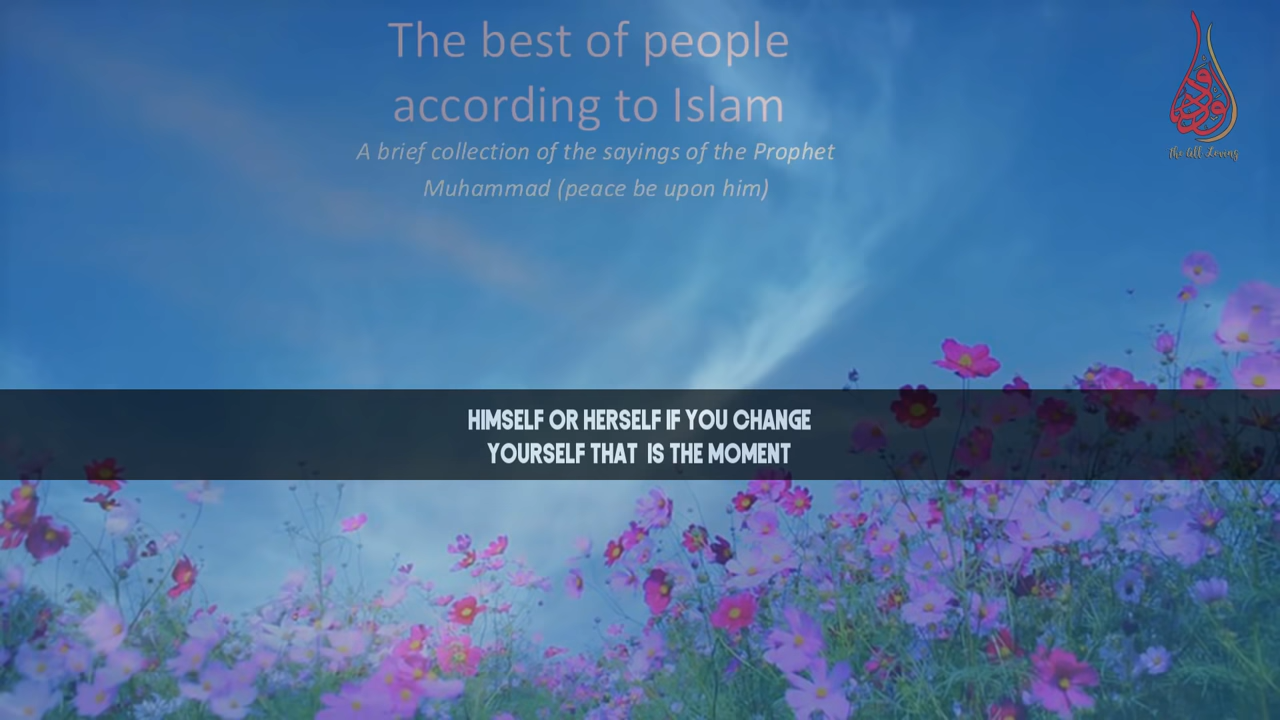 The best of people
according to Islam
A brief collection of the sayings of the Prophet
Muhammad (peace be upon him)
الودود
The All Loving
HIMSELF OR HERSELF IF YOU CHANGE
YOURSELF THAT IS THE MOMENT